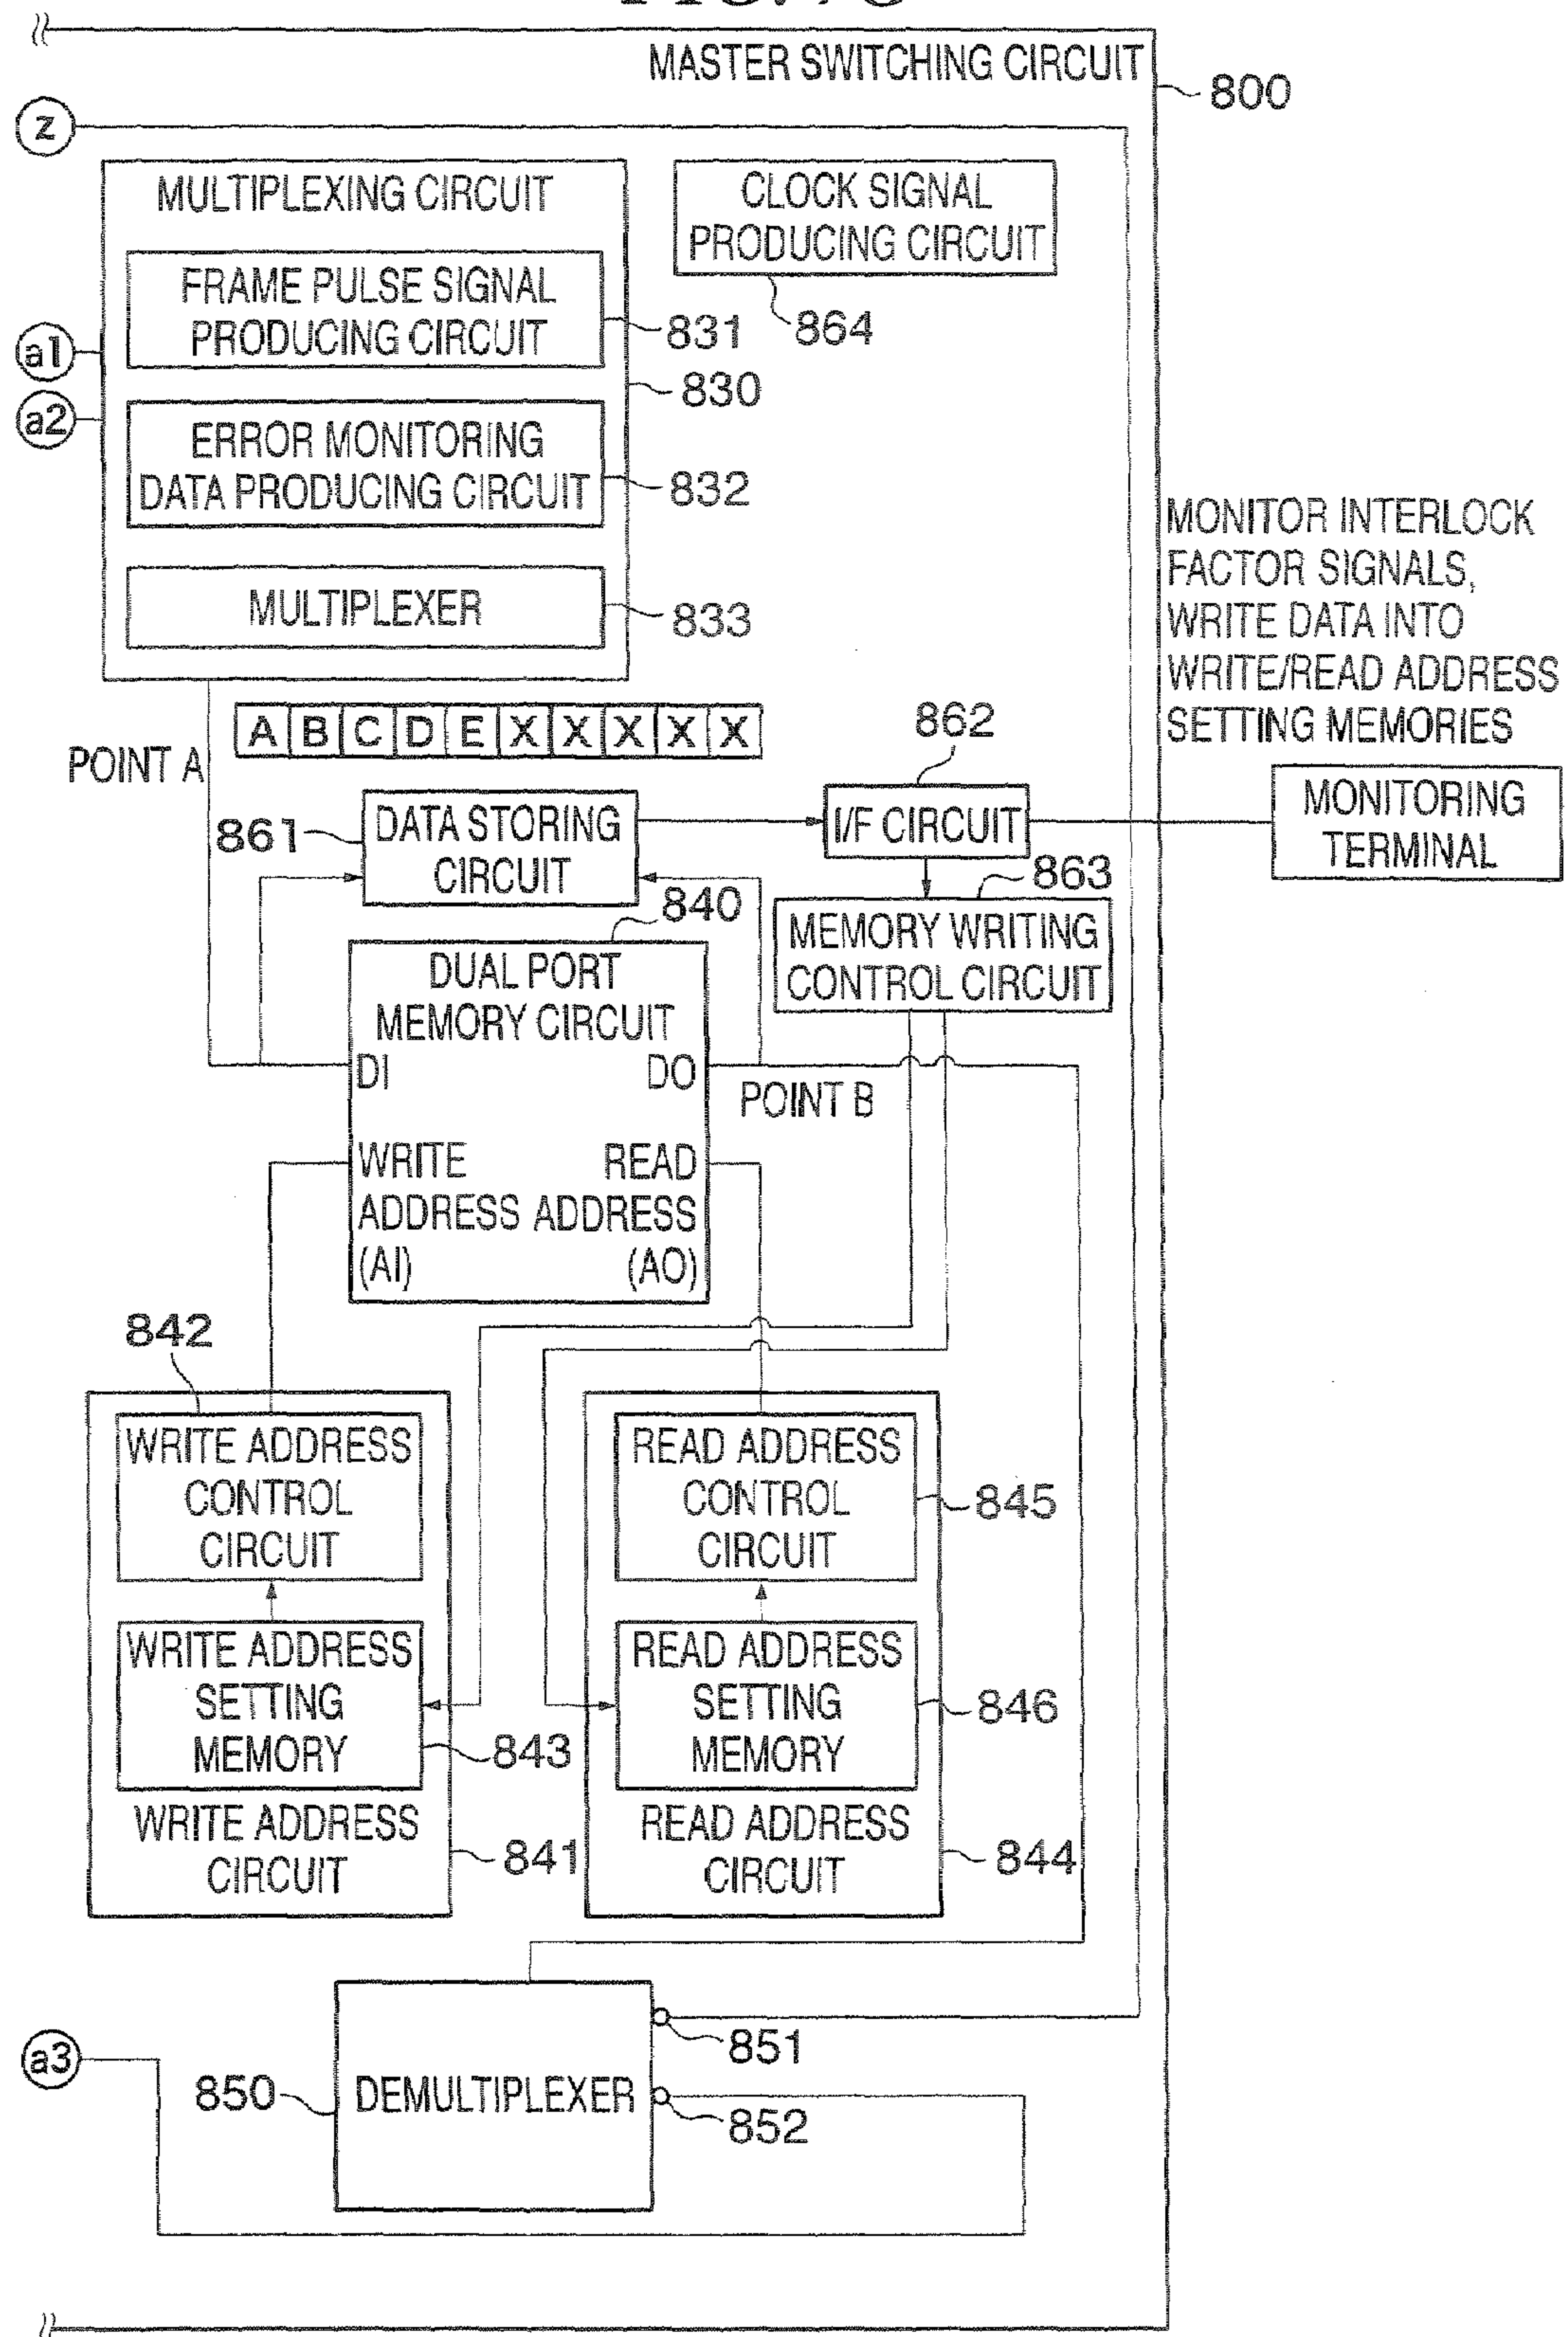 MASTER SWITCHING CIRCUIT
800
z
MULTIPLEXING CIRCUIT
CLOCK SIGNAL
PRODUCING CIRCUIT
864
FRAME PULSE SIGNAL
PRODUCING CIRCUIT
831
a1
830
a2
ERROR MONITORING
DATA PRODUCING CIRCUIT
832
MULTIPLEXER
833
MONITOR INTERLOCK
FACTOR SIGNALS,
WRITE DATA INTO
WRITE/READ ADDRESS
SETTING MEMORIES
A B C D E X X X X X
POINT A
862
861
DATA STORING
CIRCUIT
I/F CIRCUIT
MONITORING
TERMINAL
863
840
MEMORY WRITING
CONTROL CIRCUIT
DUAL PORT
MEMORY CIRCUIT
DI DO
POINT B
WRITE READ
ADDRESS ADDRESS
(AI) (AO)
842
WRITE ADDRESS
CONTROL
CIRCUIT
READ ADDRESS
CONTROL
CIRCUIT
845
WRITE ADDRESS
SETTING
MEMORY
843
READ ADDRESS
SETTING
MEMORY
846
WRITE ADDRESS
CIRCUIT
841
READ ADDRESS
CIRCUIT
844
851
a3
850
DEMULTIPLEXER
852